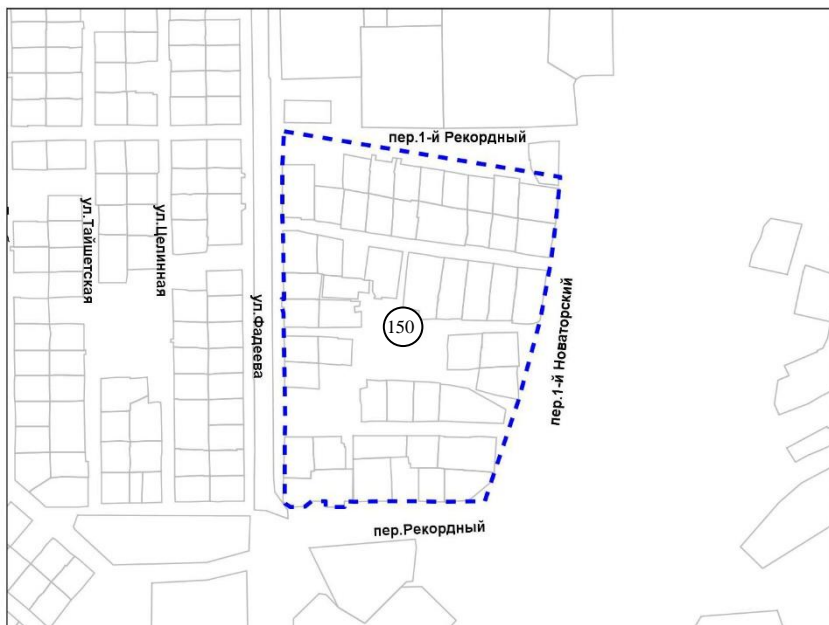 пер.1-й Рекордный
ул.Тайшетская
ул.Целинная
ул.Фадеева
150
пер.1-й Новаторский
пер.Рекордный